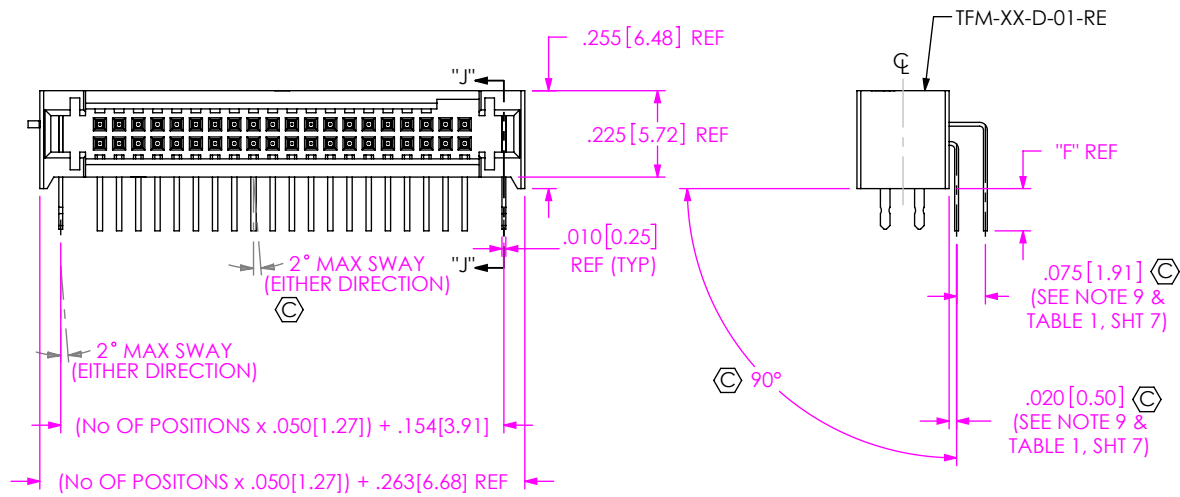 TFM-XX-D-01-RE
.255[6.48] REF
"J"
℄
.225[5.72] REF
"F" REF
.010[0.25]
REF (TYP)
"J"
2° MAX SWAY
(EITHER DIRECTION)
C
.075[1.91] C
(SEE NOTE 9 &
TABLE 1, SHT 7)
2° MAX SWAY
(EITHER DIRECTION)
C 90°
.020[0.50] C
(SEE NOTE 9 &
TABLE 1, SHT 7)
(No OF POSITIONS x .050[1.27]) + .154[3.91]
(No OF POSITONS x .050[1.27]) + .263[6.68] REF